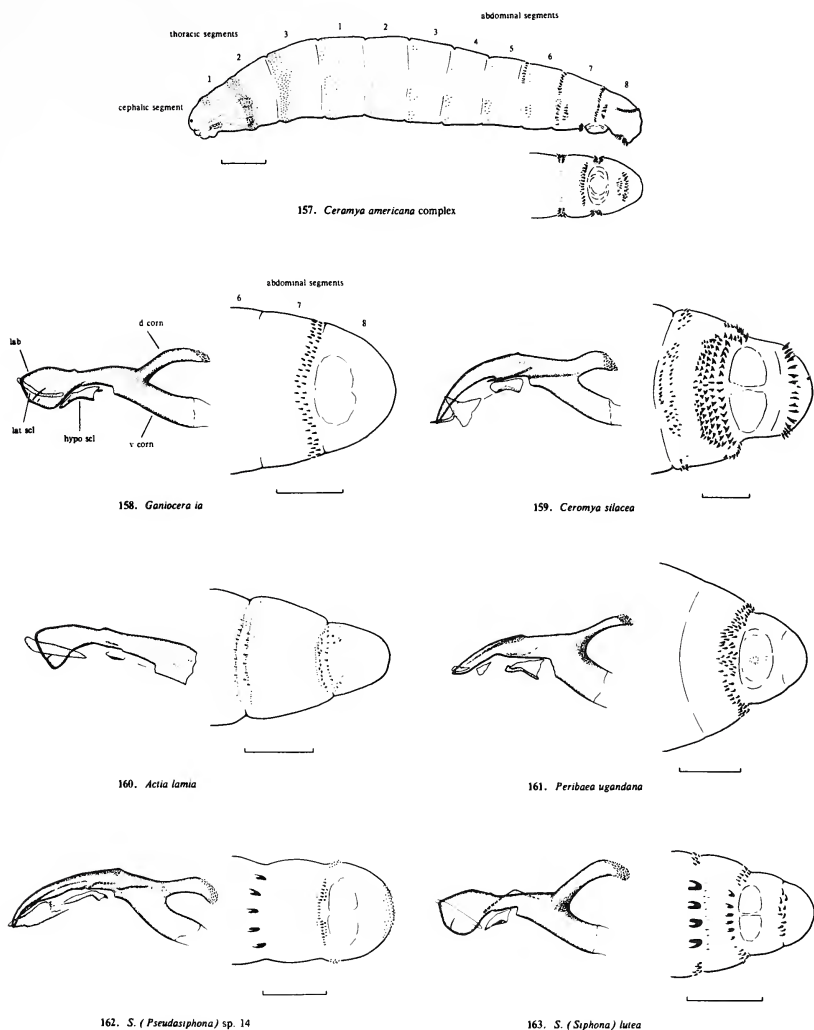 abdominal segments
thoracic segments
1 2 3 1 2 3 4 5 6 7 8
cephalic segment
157. Ceramya americana complex
abdominal segments
6 7 8
d corn
lab
lat scl
hypo scl
v corn
158. Ganiocera ia
159. Ceromya silacea
160. Actia lamia
161. Peribaea ugandana
162. S. (Pseudasiphona) sp. 14
163. S. (Siphona) lutea